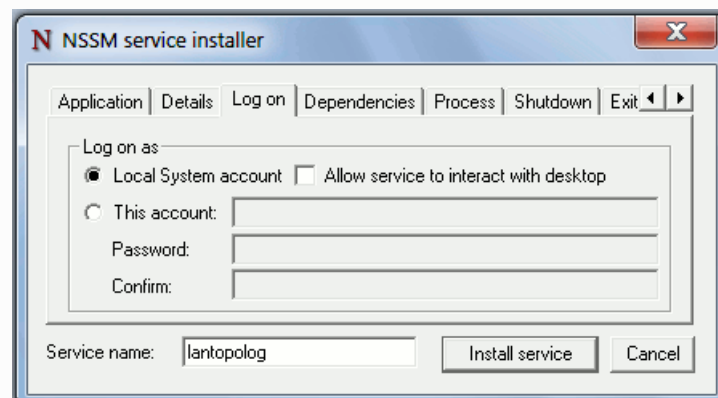 N NSSM service installer
Application Details Log on Dependencies Process Shutdown Exit
Log on as
Local System account Allow service to interact with desktop
This account:
Password:
Confirm:
Service name: lantopolog Install service Cancel